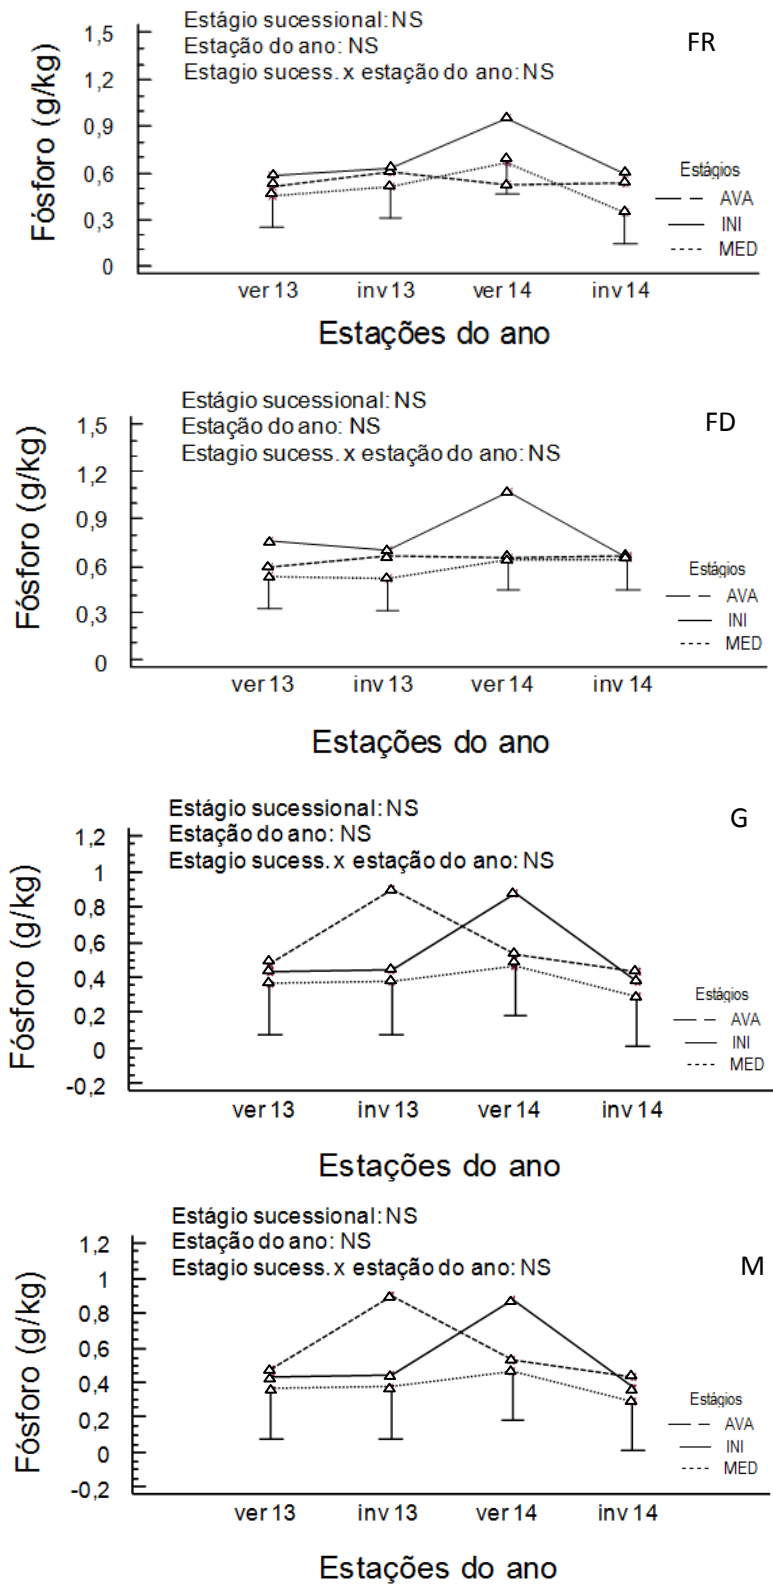 Estágio sucessional: NS
Estação do ano: NS
Estagio sucess. x estação do ano: NS
FR
Fósforo (g/kg)
1,5
1,2
0,9
0,6
0,3
0
Estágios
AVA
INI
MED
ver 13 inv 13 ver 14 inv 14
Estações do ano
Estágio sucessional: NS
Estação do ano: NS
Estagio sucess. x estação do ano: NS
FD
Fósforo (g/kg)
1,5
1,2
0,9
0,6
0,3
0
Estágios
AVA
INI
MED
ver 13 inv 13 ver 14 inv 14
Estações do ano
Estágio sucessional: NS
Estação do ano: NS
Estagio sucess. x estação do ano: NS
G
Fósforo (g/kg)
1,2
1
0,8
0,6
0,4
0,2
0
-0,2
Estágios
AVA
INI
MED
ver 13 inv 13 ver 14 inv 14
Estações do ano
Estágio sucessional: NS
Estação do ano: NS
Estagio sucess. x estação do ano: NS
M
Fósforo (g/kg)
1,2
1
0,8
0,6
0,4
0,2
0
-0,2
Estágios
AVA
INI
MED
ver 13 inv 13 ver 14 inv 14
Estações do ano